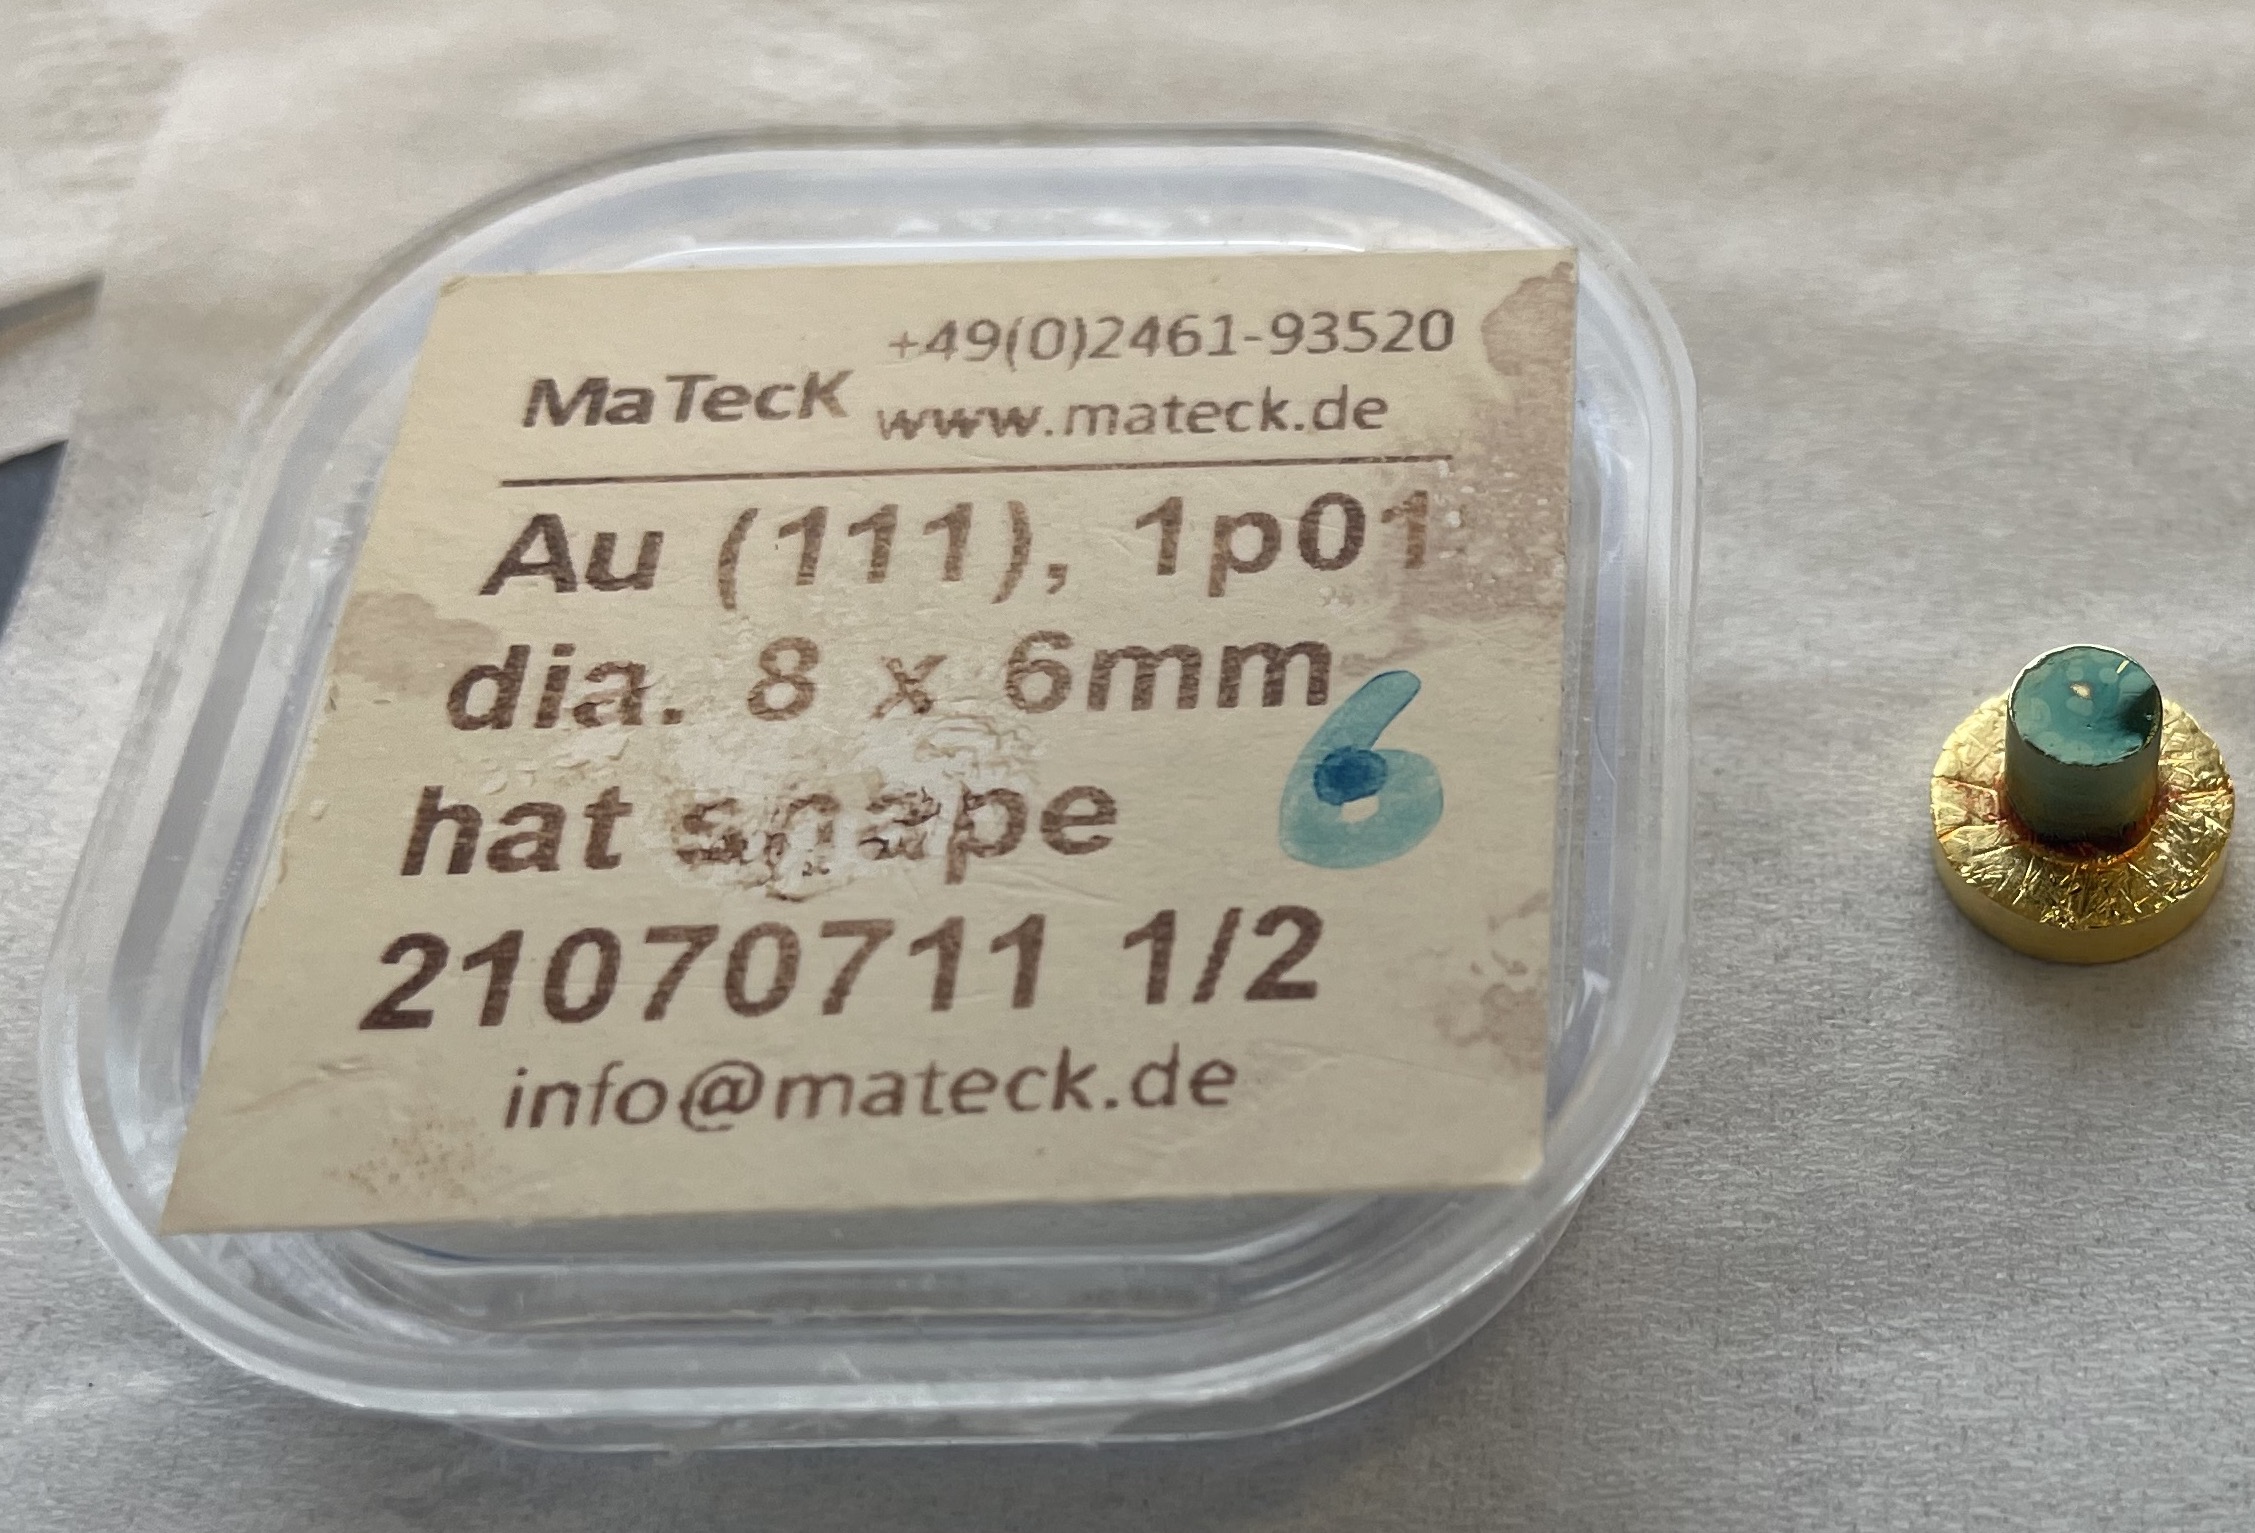 +49(0)2461-93520
MaTecK www.mateck.de
Au (111), 1p01
dia. 8 x 6mm
6
hat shape
21070711 1/2
info@mateck.de